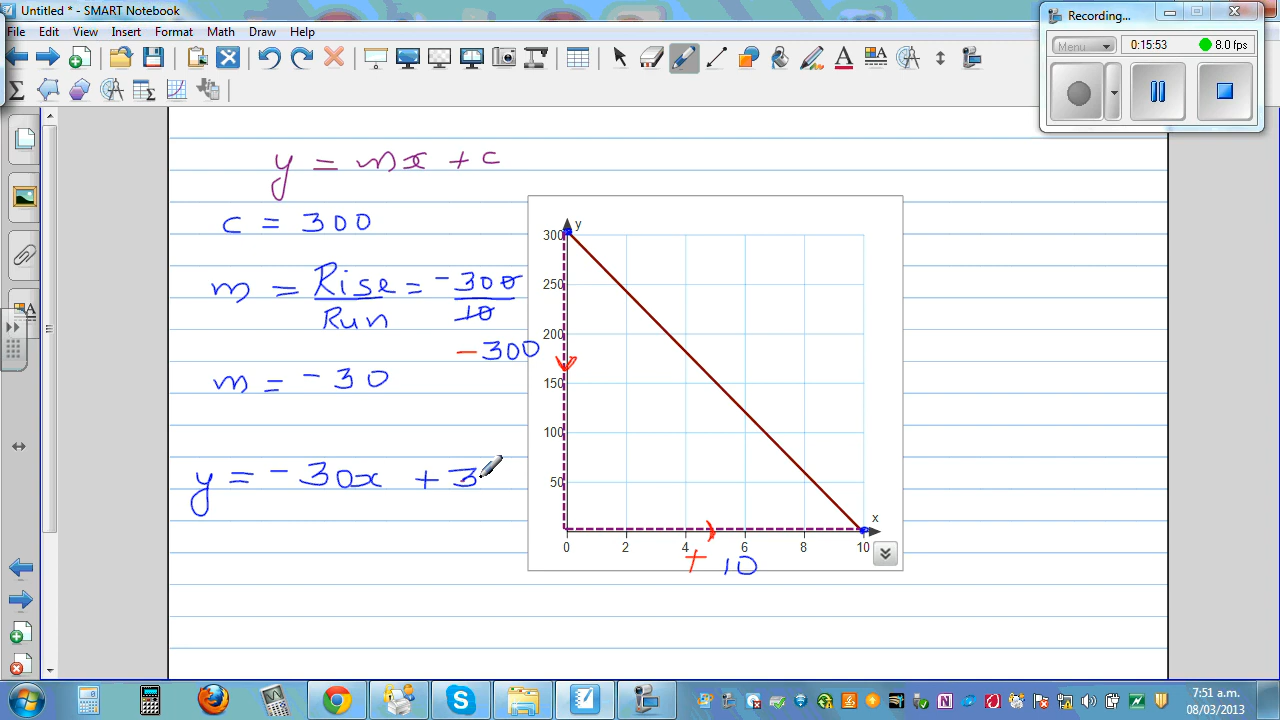 Untitled * - SMART Notebook
File Edit View Insert Format Math Draw Help
Recording...
Menu 0:15:53 8.0 fps
y = mx + c
c = 300
m = Rise = -300
Run 10
-300
m = -30
y = -30x + 3
y
300
250
200
150
100
50
x
0 2 4 6 8 10
+ 10
7:51 a.m.
08/03/2013